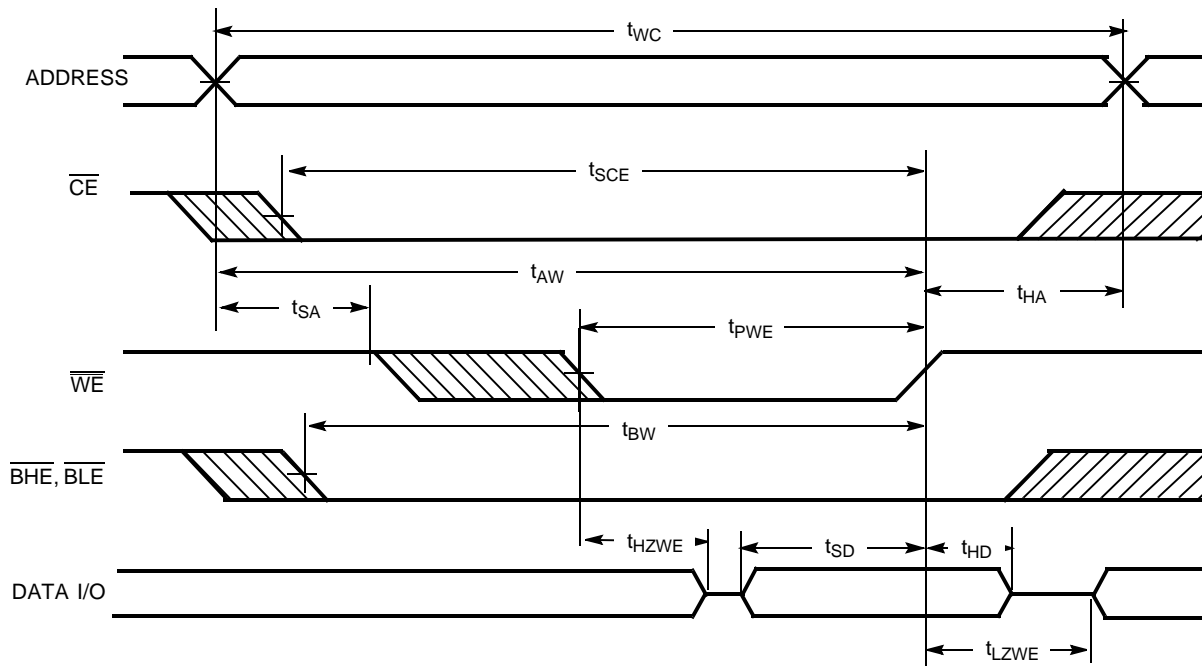 tWC
ADDRESS
CE
tSCE
tAW
tSA
tHA
tPWE
WE
tBW
BHE, BLE
tHZWE
tSD
tHD
DATA I/O
tLZWE